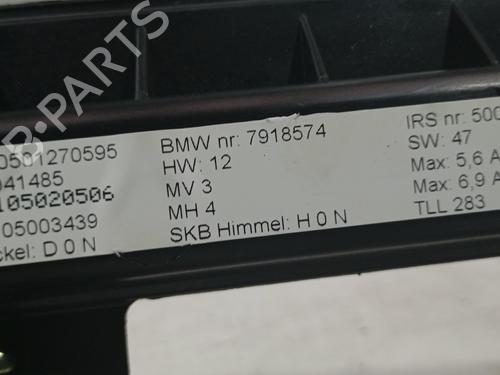 B-PARTS
0501270595
041485
105020506
05003439
ckel: D 0 N
BMW nr: 7918574
HW: 12
MV 3
MH 4
SKB Himmel: H 0 N
IRS nr: 500
SW: 47
Max: 5,6 A
Max: 6,9 A
TLL 283